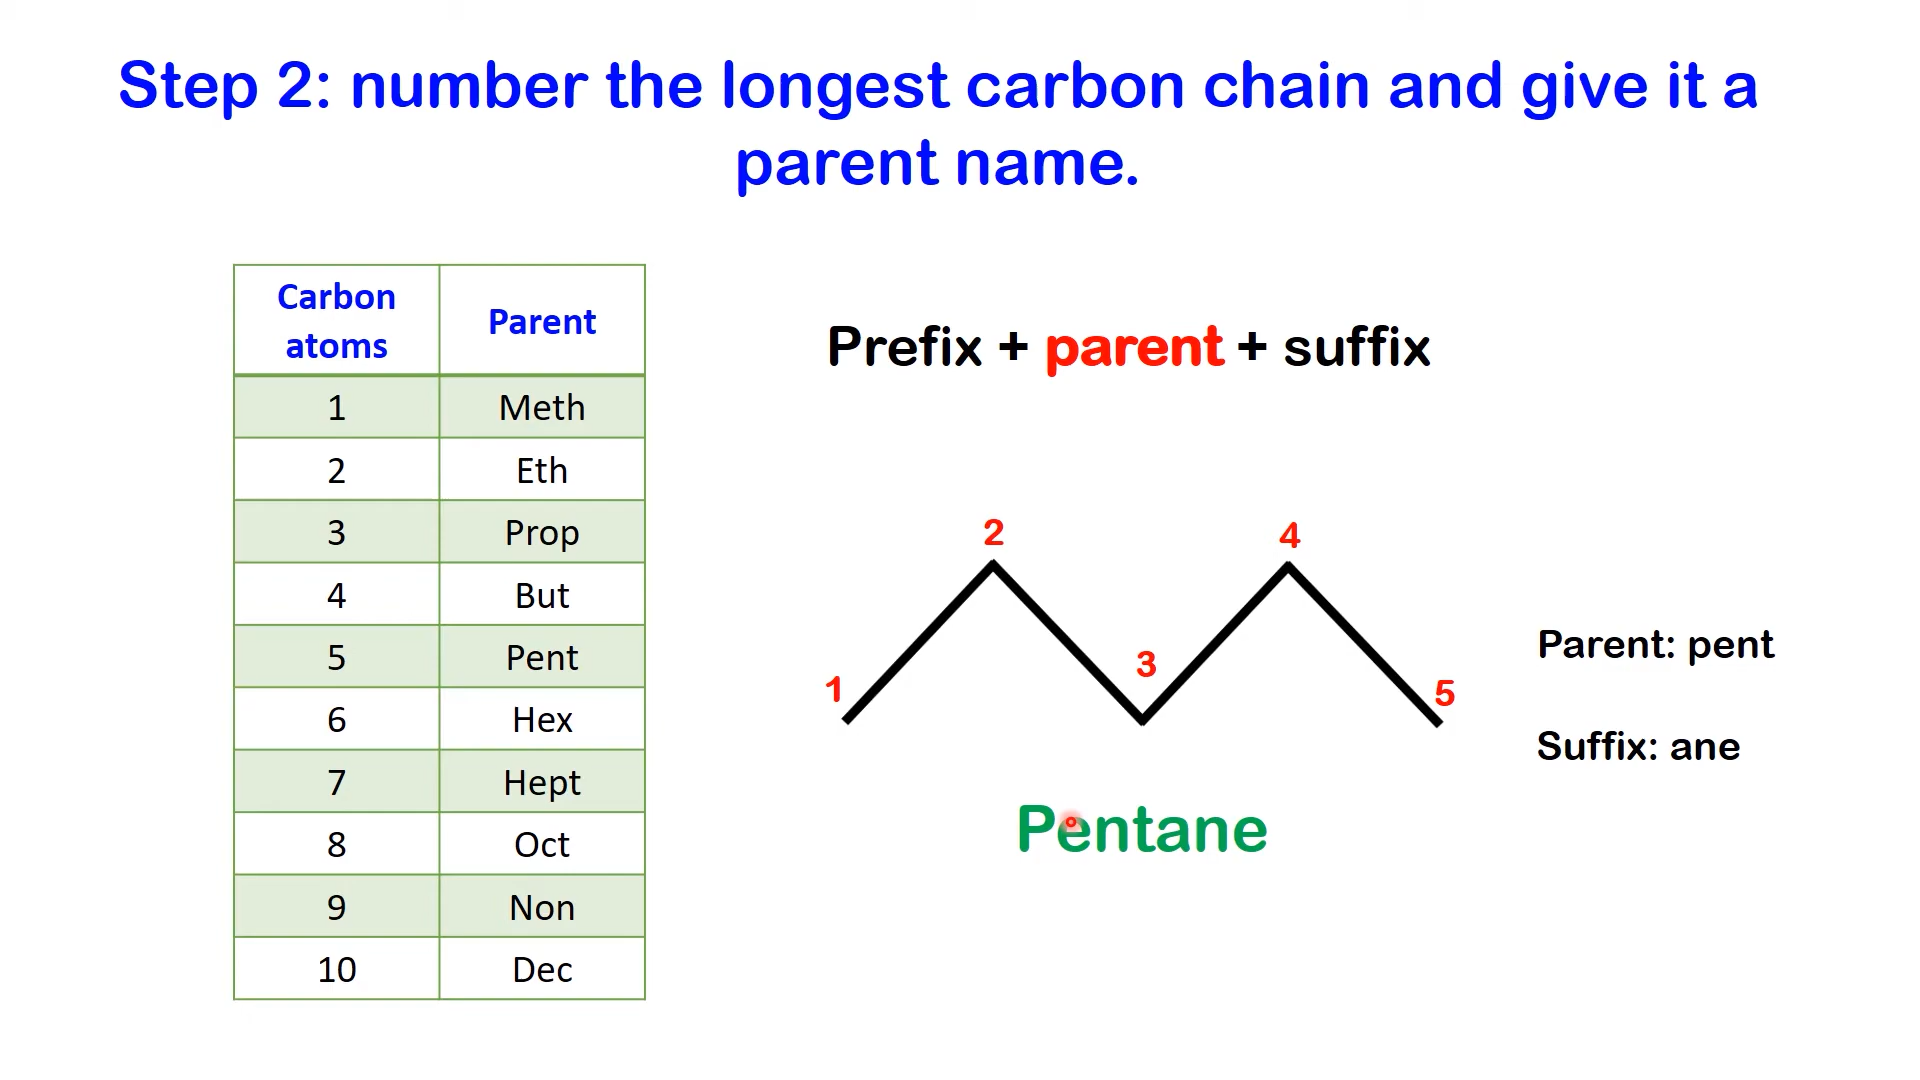 Step 2: number the longest carbon chain and give it a
parent name.
Carbon atoms Parent
1 Meth
2 Eth
3 Prop
4 But
5 Pent
6 Hex
7 Hept
8 Oct
9 Non
10 Dec
Prefix + parent + suffix
1
2
3
4
5
Parent: pent
Suffix: ane
Pentane